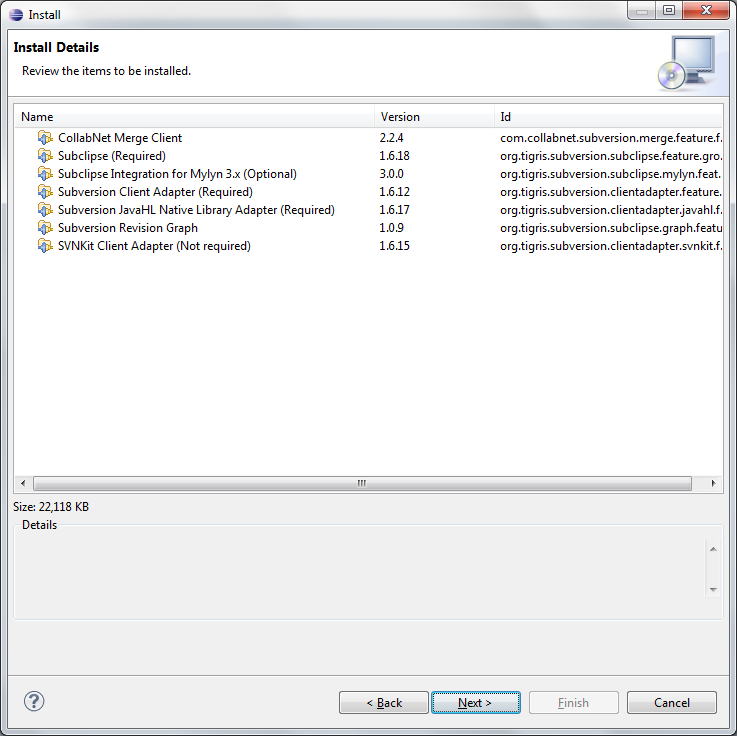 Install
Install Details
Review the items to be installed.
Name Version Id
CollabNet Merge Client 2.2.4 com.collabnet.subversion.merge.feature.f.
Subclipse (Required) 1.6.18 org.tigris.subversion.subclipse.feature.gro.
Subclipse Integration for Mylyn 3.x (Optional) 3.0.0 org.tigris.subversion.subclipse.mylyn.feat.
Subversion Client Adapter (Required) 1.6.12 org.tigris.subversion.clientadapter.feature.
Subversion JavaHL Native Library Adapter (Required) 1.6.17 org.tigris.subversion.clientadapter.javahl.f.
Subversion Revision Graph 1.0.9 org.tigris.subversion.subclipse.graph.featu
SVNKit Client Adapter (Not required) 1.6.15 org.tigris.subversion.clientadapter.svnkit.f.
Size: 22,118 KB
Details
? < Back Next > Finish Cancel